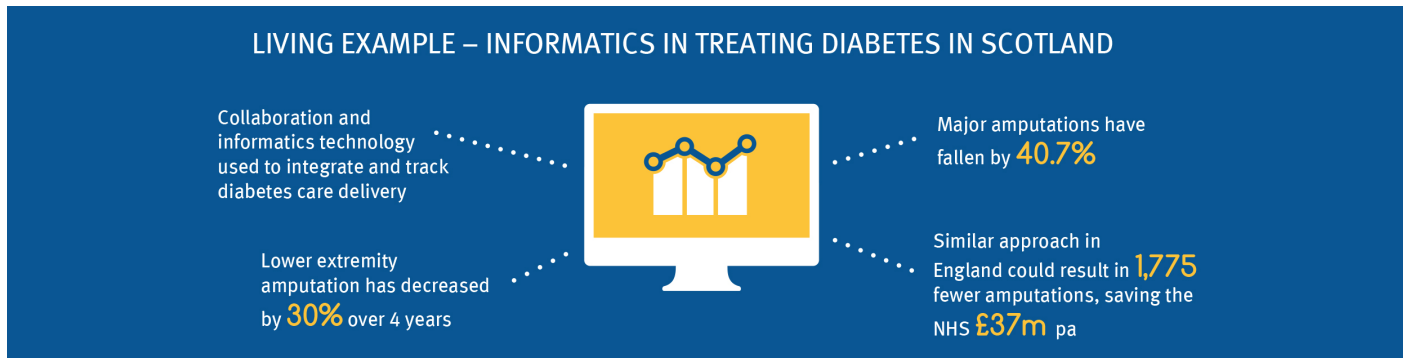 LIVING EXAMPLE – INFORMATICS IN TREATING DIABETES IN SCOTLAND
Collaboration and
informatics technology
used to integrate and track
diabetes care delivery
Lower extremity
amputation has decreased
by 30% over 4 years
Major amputations have
fallen by 40.7%
Similar approach in
England could result in 1,775
fewer amputations, saving the
NHS £37m pa